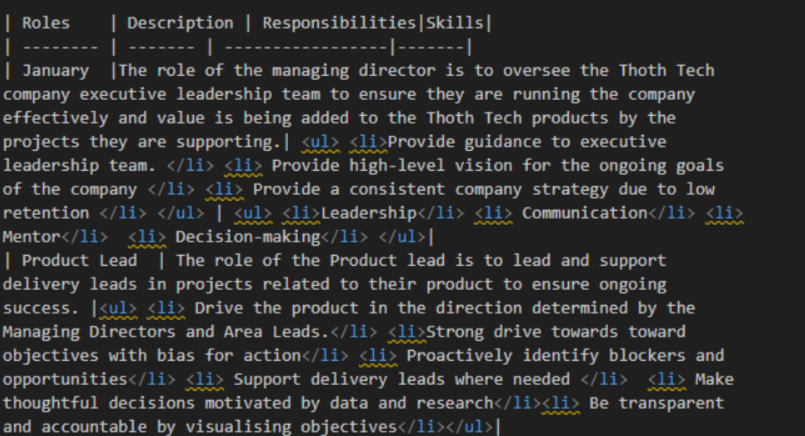 | Roles    | Description | Responsibilities|Skills|
| -------- | ------- | -----------------|-------|
| January  |The role of the managing director is to oversee the Thoth Tech
company executive leadership team to ensure they are running the company
effectively and value is being added to the Thoth Tech products by the
projects they are supporting.| <ul> <li>Provide guidance to executive
leadership team. </li> <li> Provide high-level vision for the ongoing goals
of the company </li> <li> Provide a consistent company strategy due to low
retention </li> </ul> | <ul> <li>Leadership</li> <li> Communication</li> <li>
Mentor</li>  <li> Decision-making</li> </ul>|
| Product Lead  | The role of the Product lead is to lead and support
delivery leads in projects related to their product to ensure ongoing
success. |<ul> <li> Drive the product in the direction determined by the
Managing Directors and Area Leads.</li> <li>Strong drive towards toward
objectives with bias for action</li> <li> Proactively identify blockers and
opportunities</li> <li> Support delivery leads where needed </li>  <li> Make
thoughtful decisions motivated by data and research</li><li> Be transparent
and accountable by visualising objectives</li></ul>|